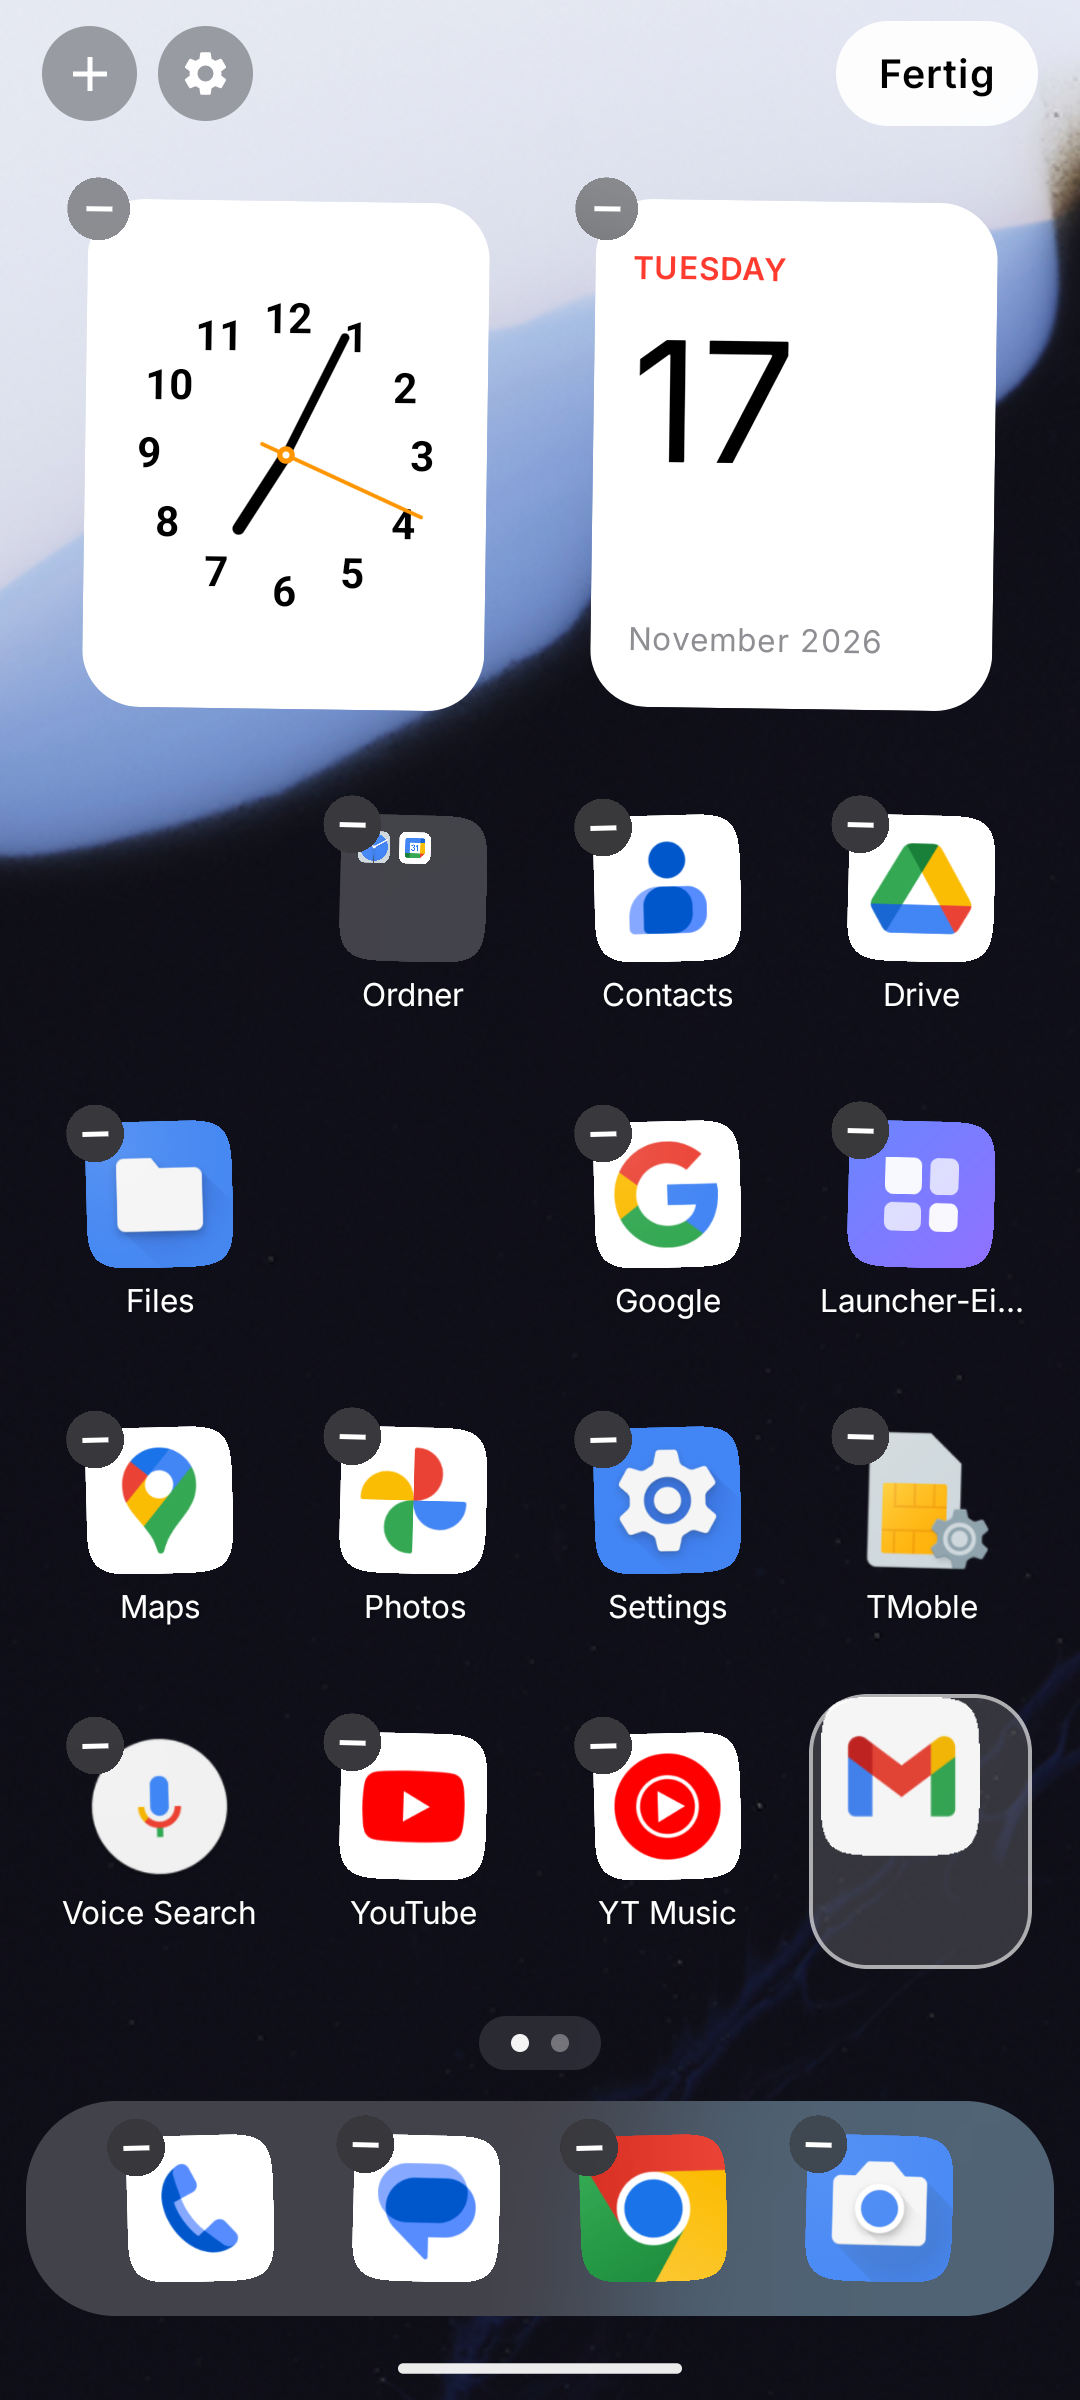 Fertig
12
11
1
10
2
9
3
8
4
7
5
6
TUESDAY
17
November 2026
31
Ordner
Contacts
Drive
Files
Google
Launcher-Ei...
Maps
Photos
Settings
TMoble
Voice Search
YouTube
YT Music